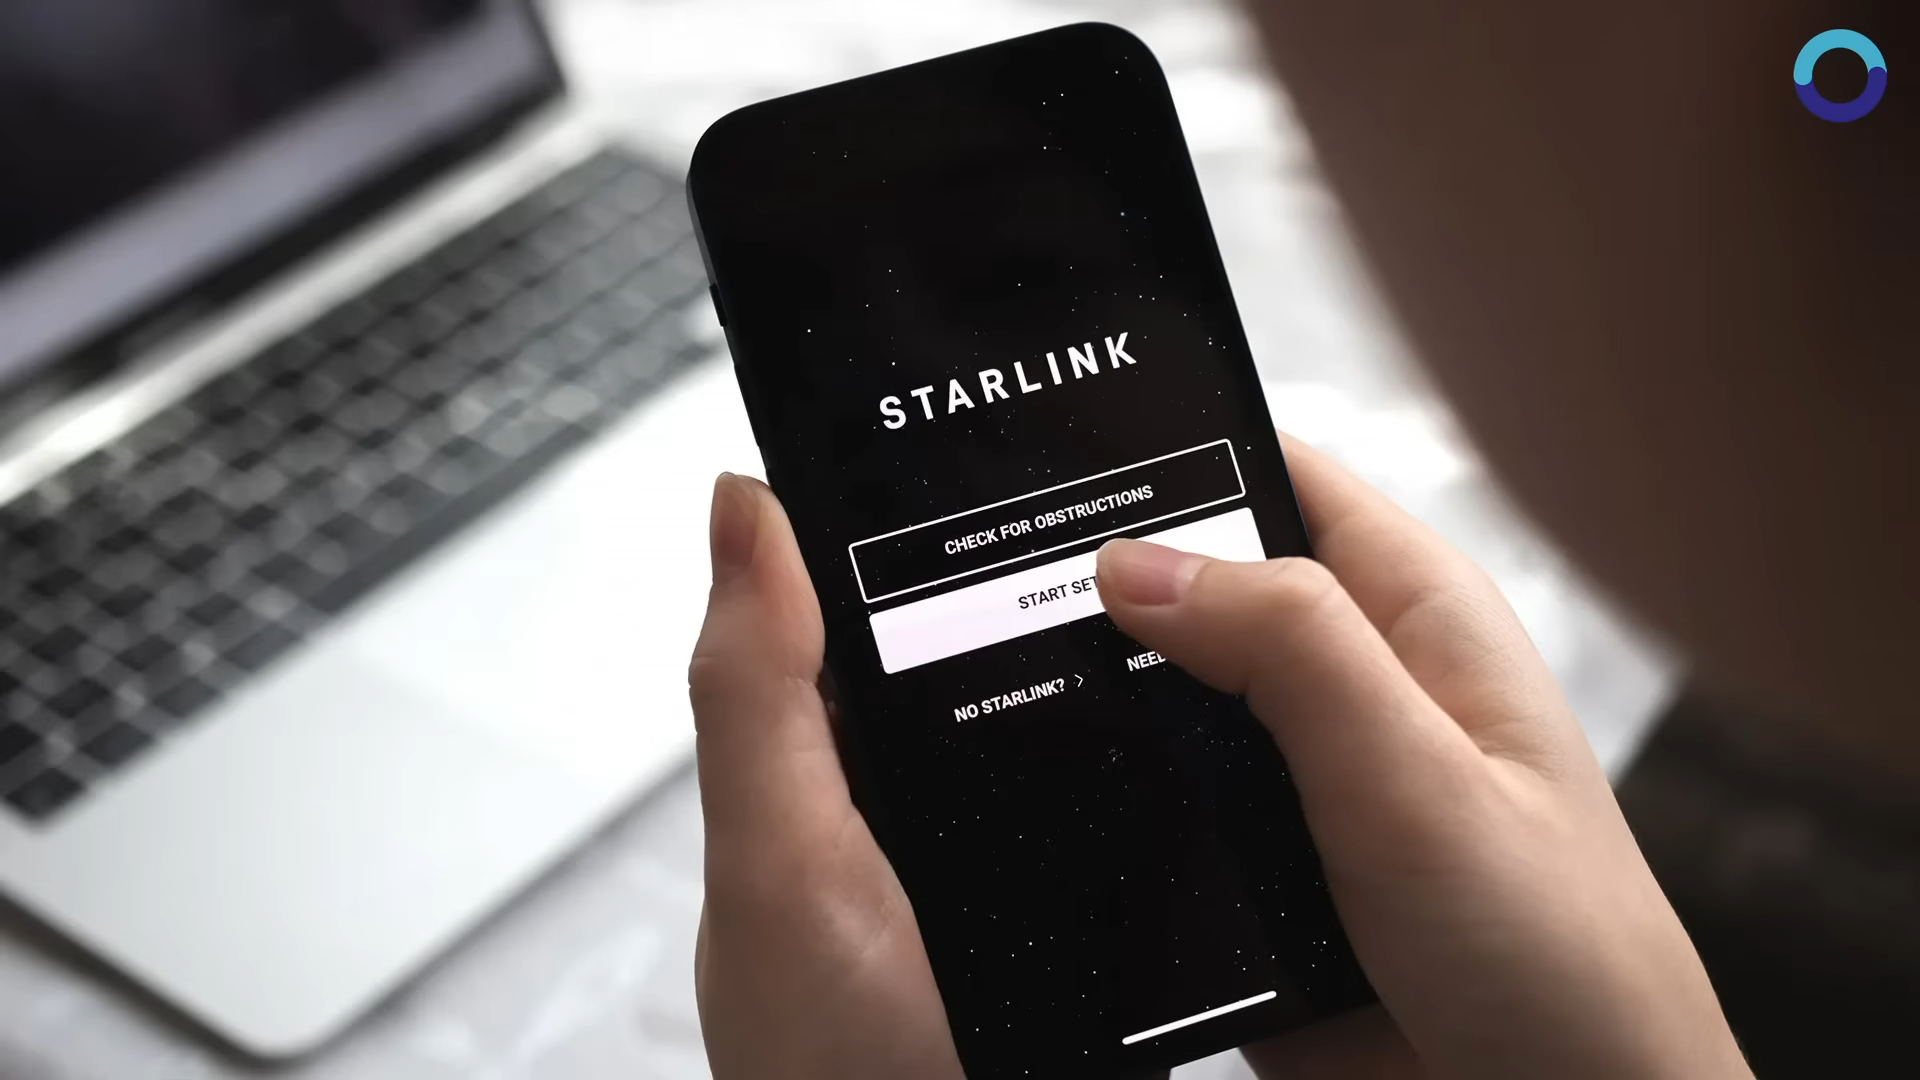 STARLINK
CHECK FOR OBSTRUCTIONS
START SET
NO STARLINK? >
NEED